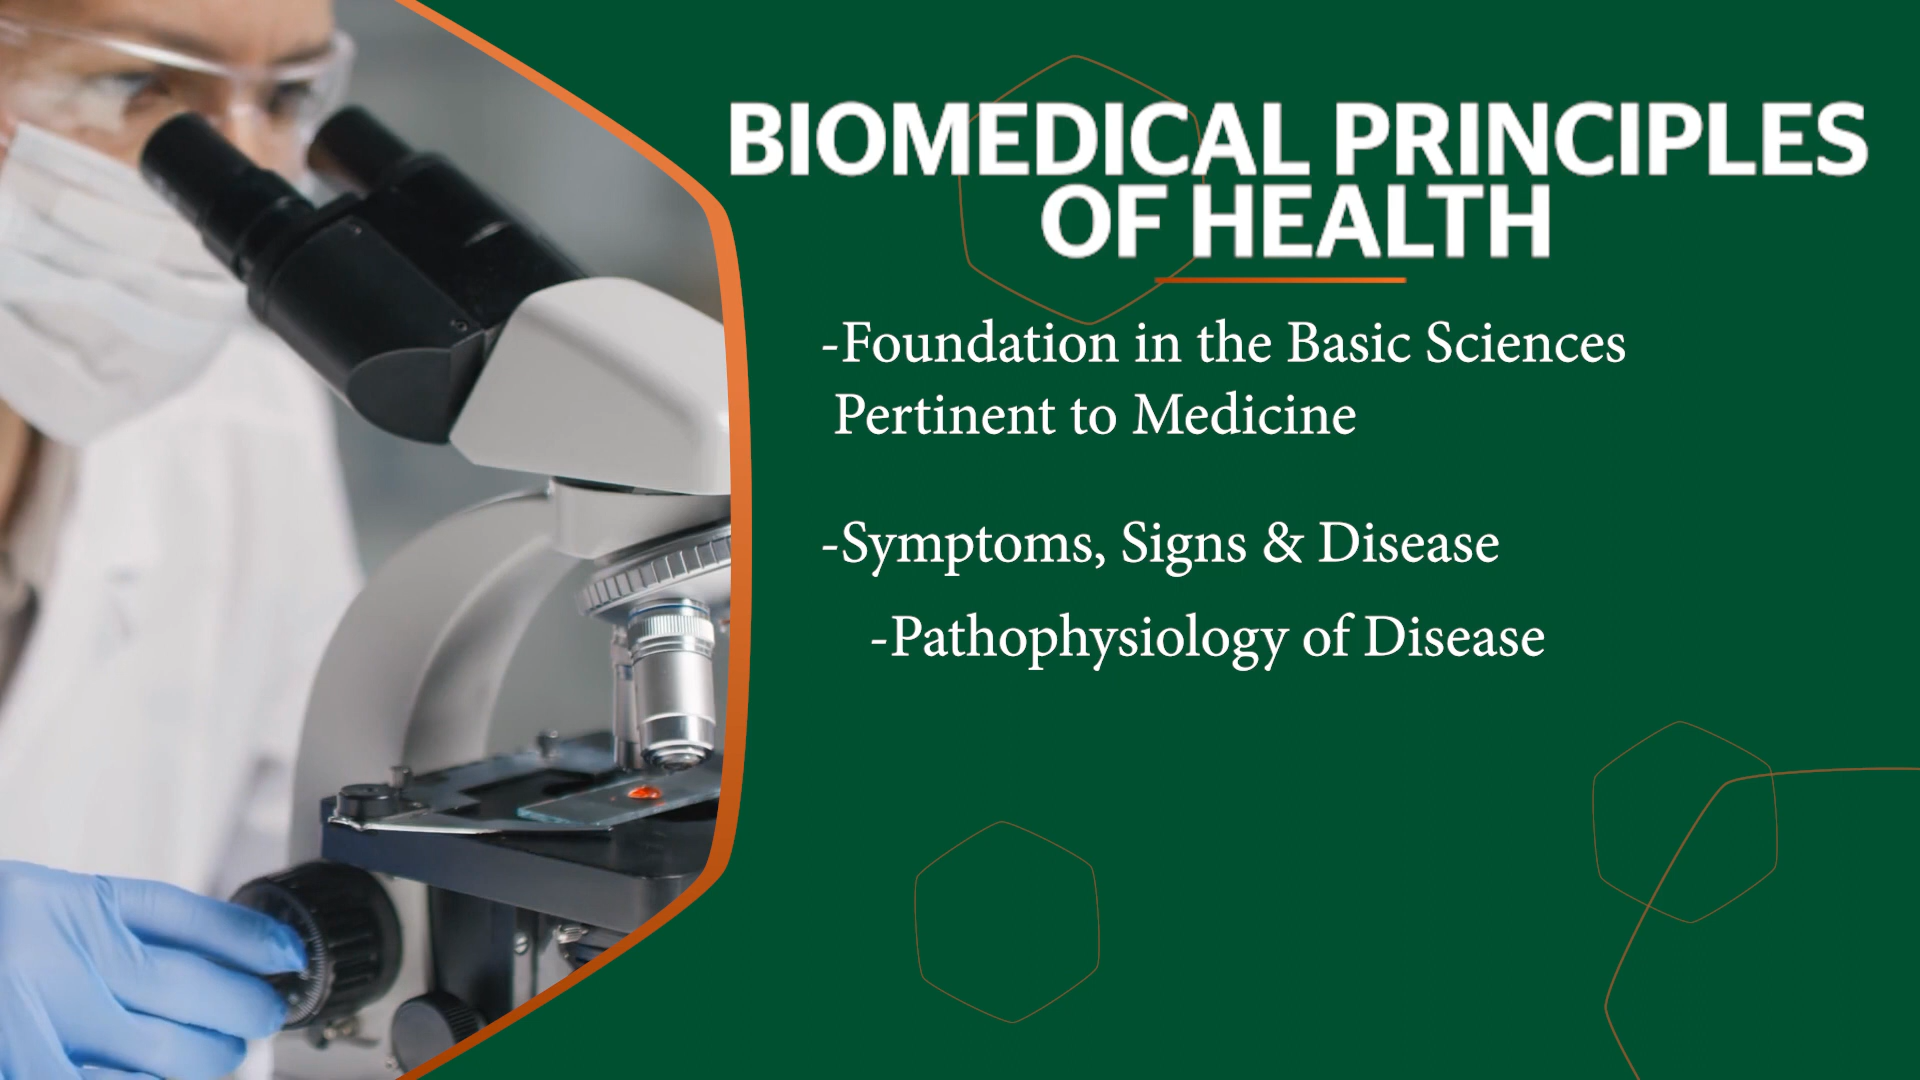 BIOMEDICAL PRINCIPLES
OF HEALTH
-Foundation in the Basic Sciences
Pertinent to Medicine
-Symptoms, Signs & Disease
-Pathophysiology of Disease